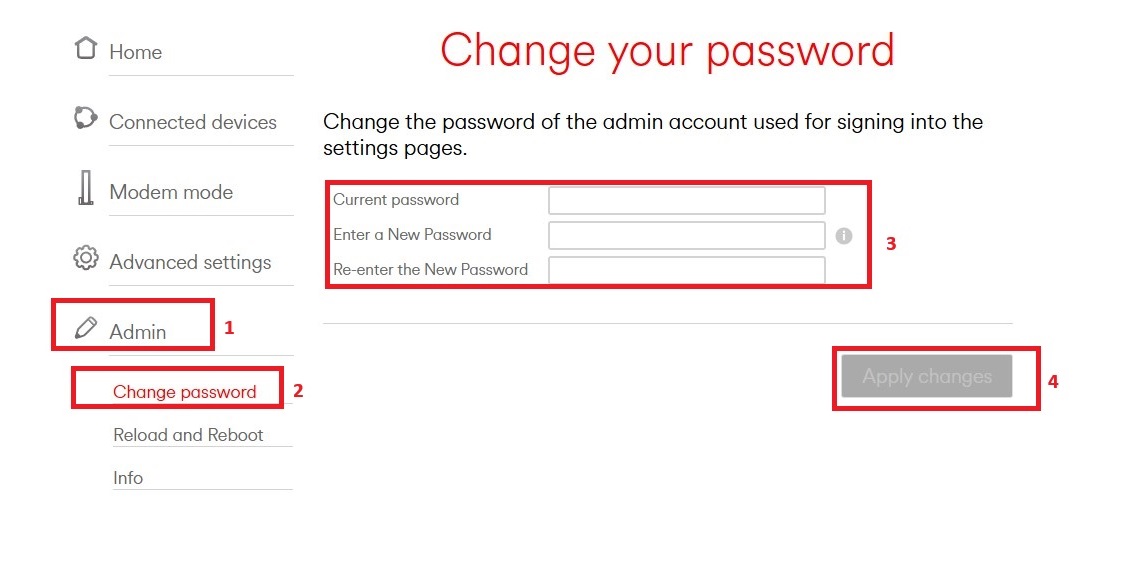 Home
Connected devices
Modem mode
Advanced settings
Admin
1
Change password
2
Reload and Reboot
Info
Change your password
Change the password of the admin account used for signing into the
settings pages.
Current password
Enter a New Password
Re-enter the New Password
3
Apply changes
4